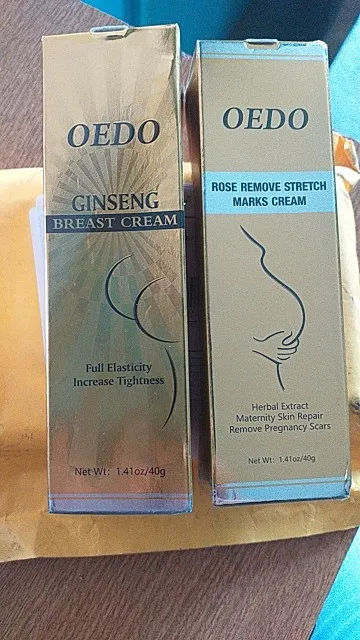 OEDO
GINSENG
BREAST CREAM
Full Elasticity
Increase Tightness
Net Wt: 1.41oz/40g
OEDO
ROSE REMOVE STRETCH
MARKS CREAM
Herbal Extract
Maternity Skin Repair
Remove Pregnancy Scars
Net Wt: 1.41oz/40g